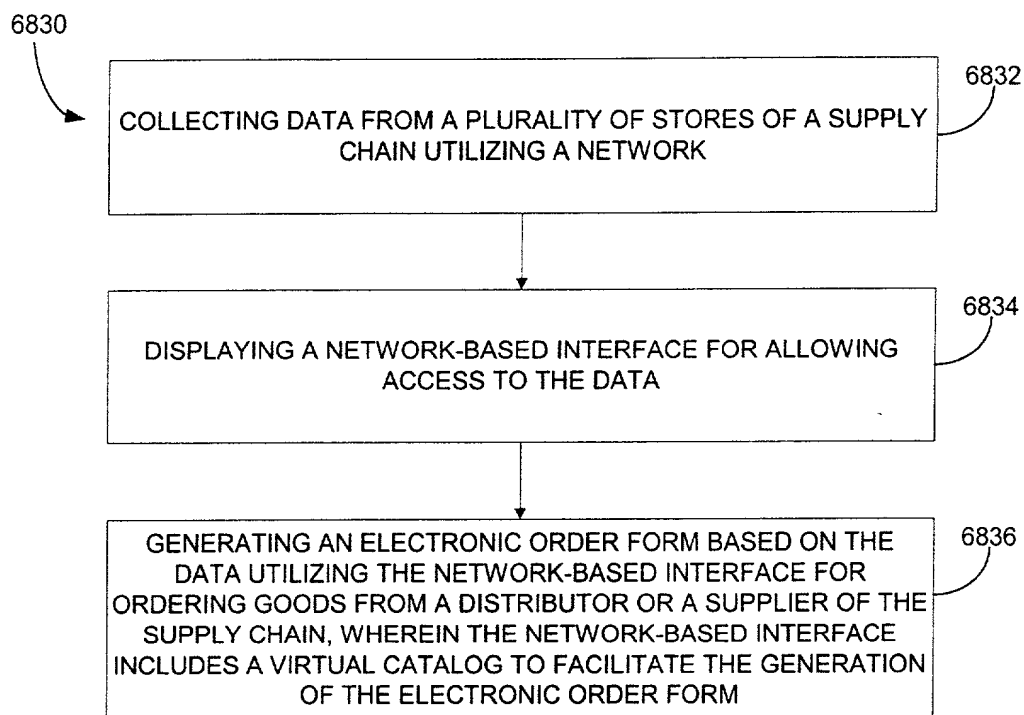 6830
6832
COLLECTING DATA FROM A PLURALITY OF STORES OF A SUPPLY
CHAIN UTILIZING A NETWORK
6834
DISPLAYING A NETWORK-BASED INTERFACE FOR ALLOWING
ACCESS TO THE DATA
6836
GENERATING AN ELECTRONIC ORDER FORM BASED ON THE
DATA UTILIZING THE NETWORK-BASED INTERFACE FOR
ORDERING GOODS FROM A DISTRIBUTOR OR A SUPPLIER OF THE
SUPPLY CHAIN, WHEREIN THE NETWORK-BASED INTERFACE
INCLUDES A VIRTUAL CATALOG TO FACILITATE THE GENERATION
OF THE ELECTRONIC ORDER FORM